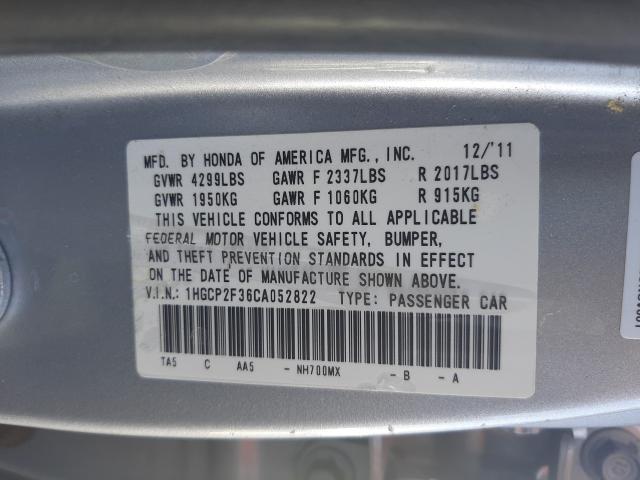 MFD. BY HONDA OF AMERICA MFG., INC. 12/'11
GVWR 4299LBS GAWR F 2337LBS R 2017LBS
GVWR 1950KG GAWR F 1060KG R 915KG
THIS VEHICLE CONFORMS TO ALL APPLICABLE
FEDERAL MOTOR VEHICLE SAFETY, BUMPER,
AND THEFT PREVENTION STANDARDS IN EFFECT
ON THE DATE OF MANUFACTURE SHOWN ABOVE.
V.I.N.: 1HGCP2F36CA052822 TYPE: PASSENGER CAR
TA5 C AA5 - NH700MX - B - A